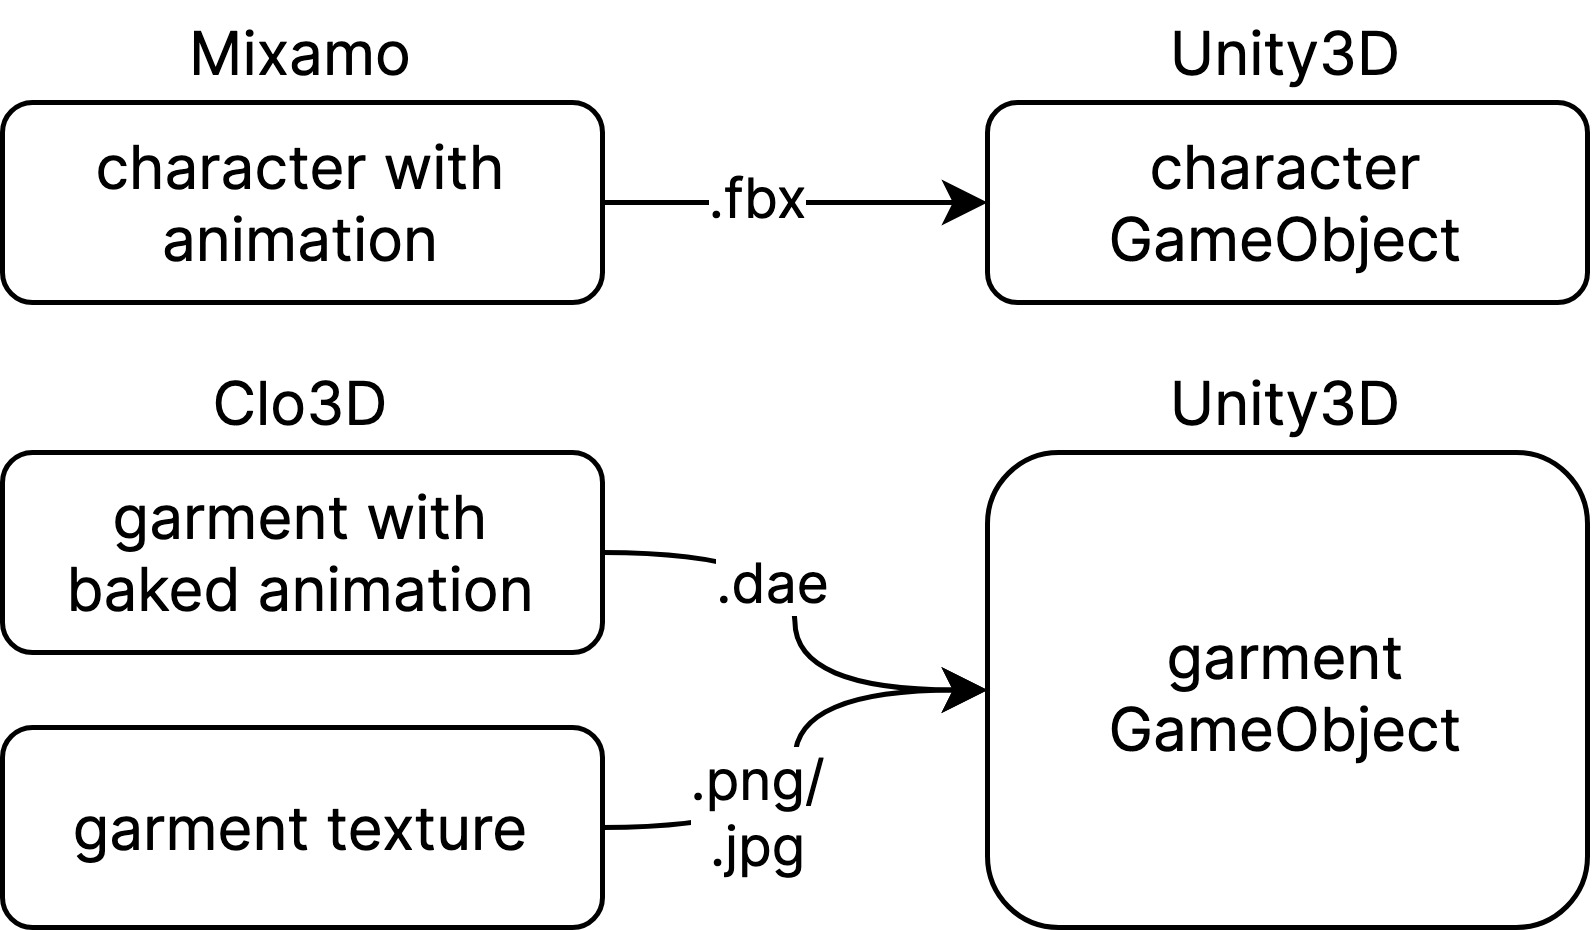 Mixamo
character with
animation
.fbx
Unity3D
character
GameObject
Clo3D
garment with
baked animation
.dae
garment texture
.png/
.jpg
Unity3D
garment
GameObject